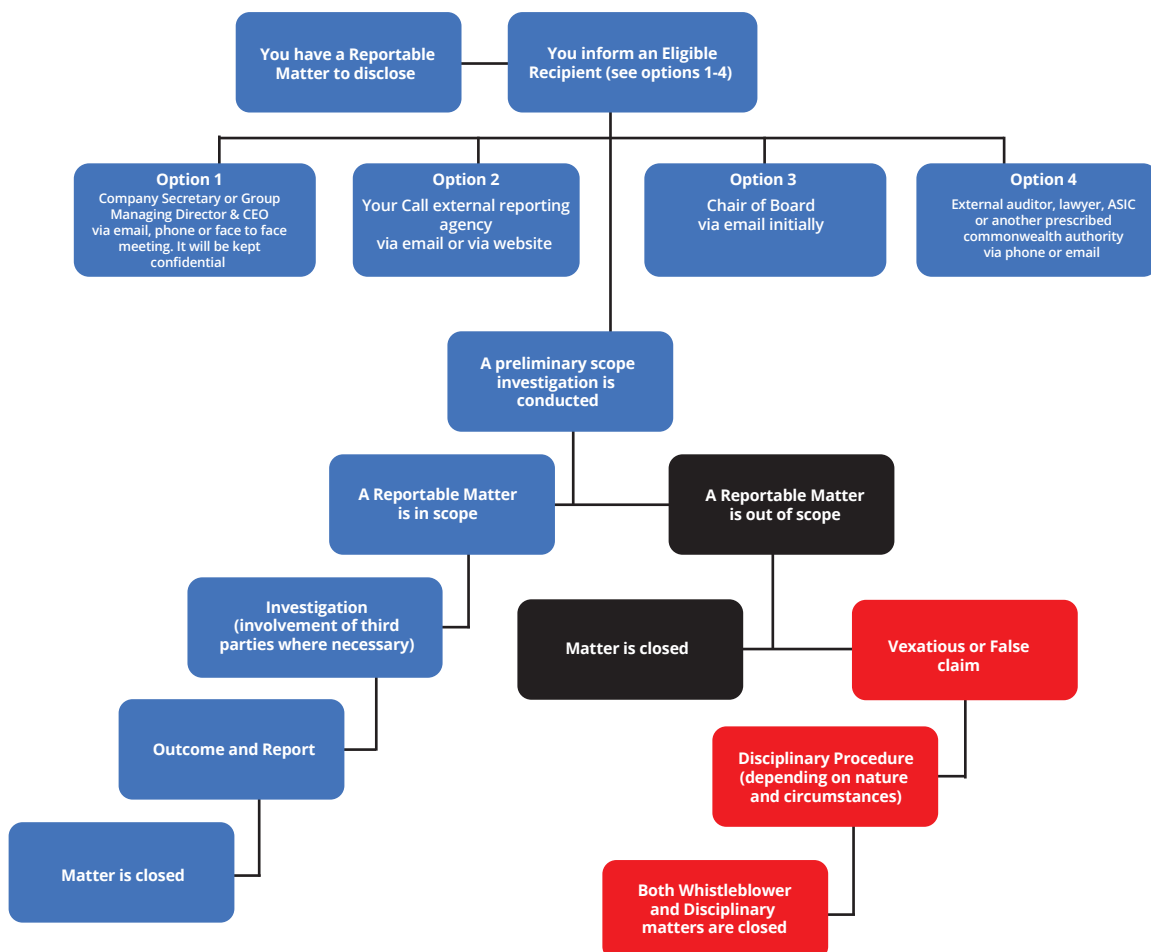 You have a Reportable
Matter to disclose
You inform an Eligible
Recipient (see options 1-4)
Option 1
Company Secretary or Group
Managing Director & CEO
via email, phone or face to face
meeting. It will be kept
confidential
Option 2
Your Call external reporting
agency
via email or via website
Option 3
Chair of Board
via email initially
Option 4
External auditor, lawyer, ASIC
or another prescribed
commonwealth authority
via phone or email
A preliminary scope
investigation is
conducted
A Reportable Matter
is in scope
A Reportable Matter
is out of scope
Investigation
(involvement of third
parties where necessary)
Matter is closed
Vexatious or False
claim
Outcome and Report
Disciplinary Procedure
(depending on nature
and circumstances)
Matter is closed
Both Whistleblower
and Disciplinary
matters are closed